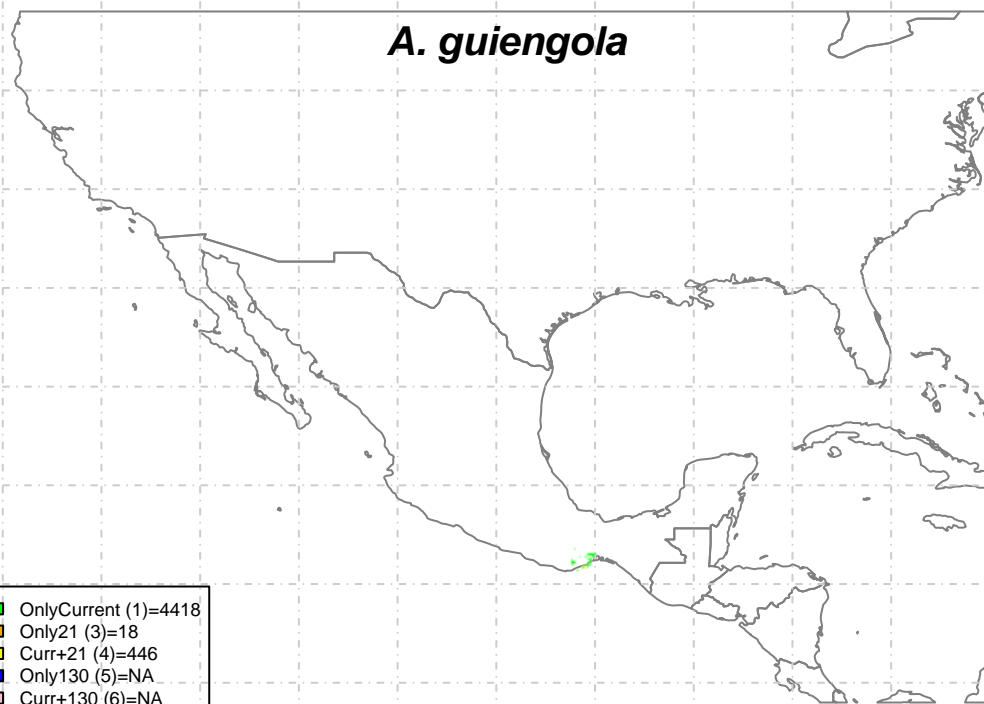 A. guiengola
OnlyCurrent (1)=4418
Only21 (3)=18
Curr+21 (4)=446
Only130 (5)=NA
Curr+130 (6)=NA